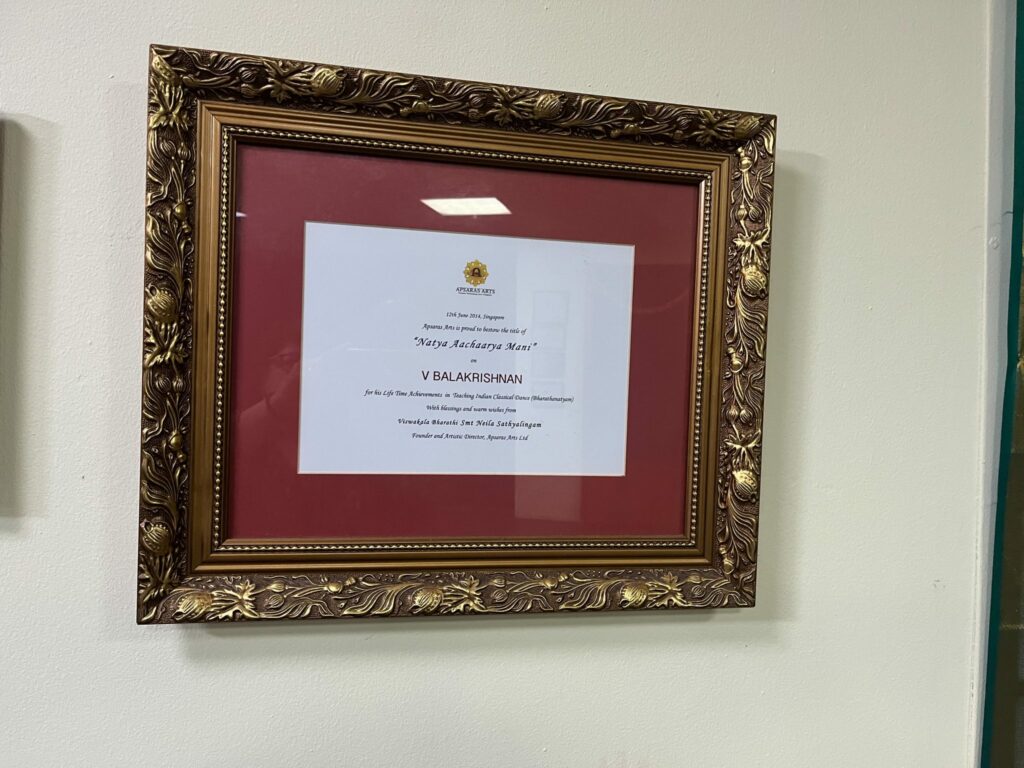 APSARAS ARTS
12th June 2014, Singapore
Apsaras Arts is proud to bestow the title of
"Natya Aachaarya Mani"
on
V BALAKRISHNAN
for his Life Time Achievements in Teaching Indian Classical Dance (Bharathanatyam)
With blessings and warm wishes from
Viswakala Bharathi Smt Neila Sathyalingam
Founder and Artistic Director, Apsaras Arts Ltd